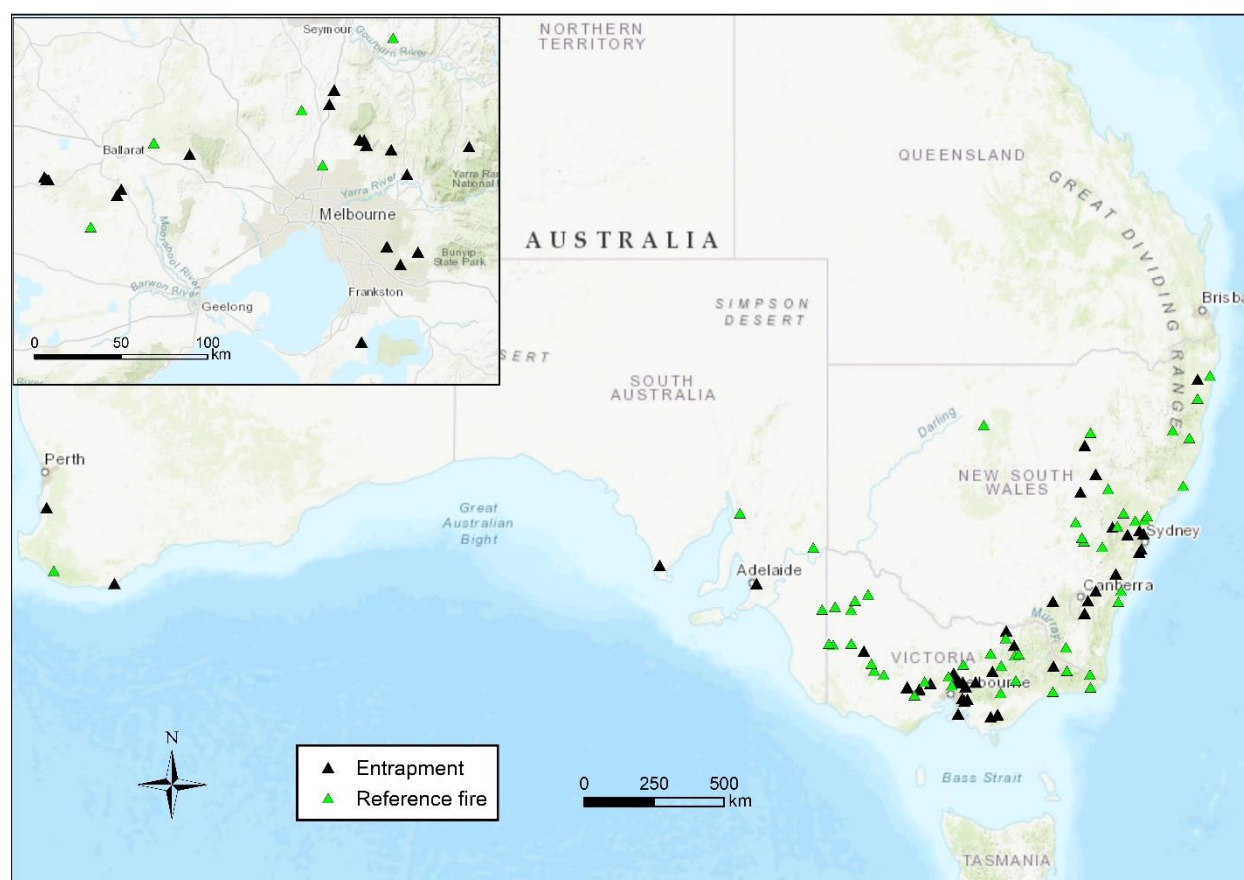 Seymour
Goulburn River
Ballarat
Yarra River
Yarra Ra
National
Melbourne
Moorabool River
Bunyip
State Park
Barwon River
Geelong
Frankston
0 50 100
km
River
NORTHERN
TERRITORY
QUEENSLAND
GREAT DIVIDING RANGE
AUSTRALIA
Brisba
SIMPSON
DESERT
SERT
SOUTH
AUSTRALIA
Darling
Perth
NEW SOUTH
WALES
Great
Australian
Bight
Sydney
Adelaide
Canberra
Murray
VICTORIA
Melbourne
N
Entrapment
Reference fire
0 250 500
km
Bass Strait
TASMANIA